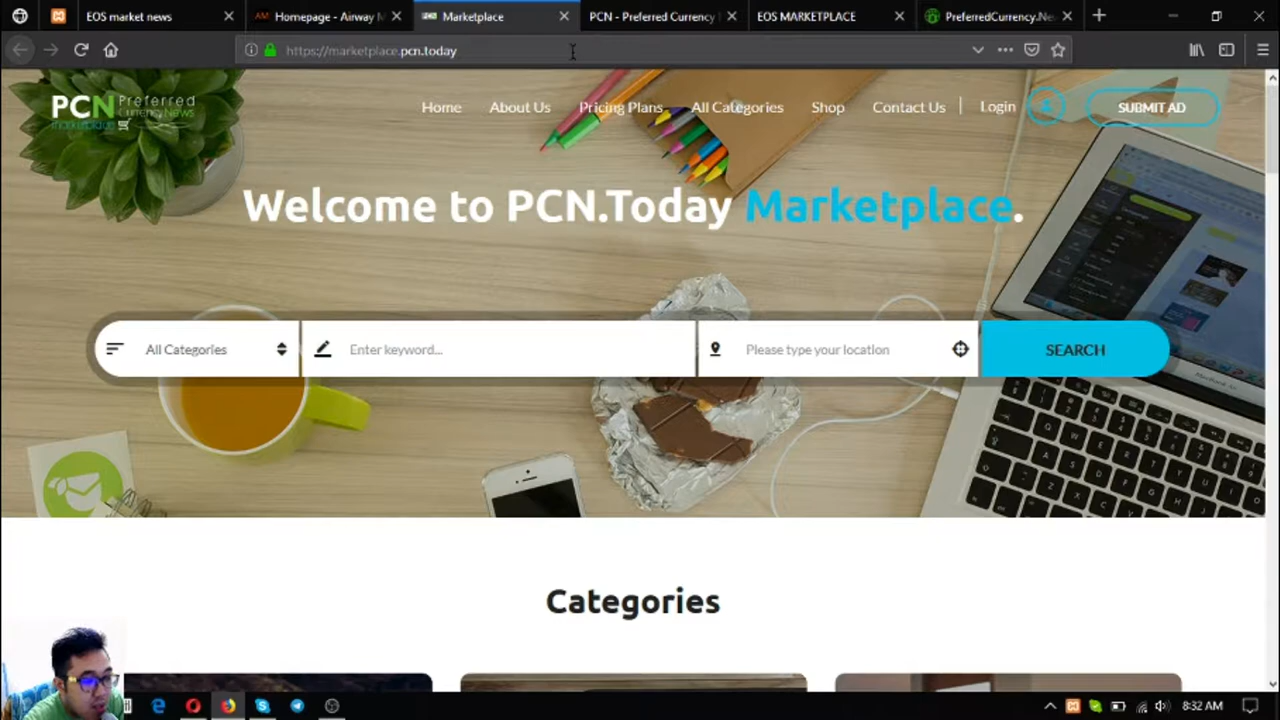 EOS market news
Homepage - Airway M
Marketplace
PCN - Preferred Currency
EOS MARKETPLACE
PreferredCurrency.Ne
https://marketplace.pcn.today
PCN Preferred
Currency News
marketplace
Home
About Us
Pricing Plans
All Categories
Shop
Contact Us
Login
SUBMIT AD
Welcome to PCN.Today Marketplace.
All Categories
Enter keyword...
Please type your location
SEARCH
Categories
8:32 AM